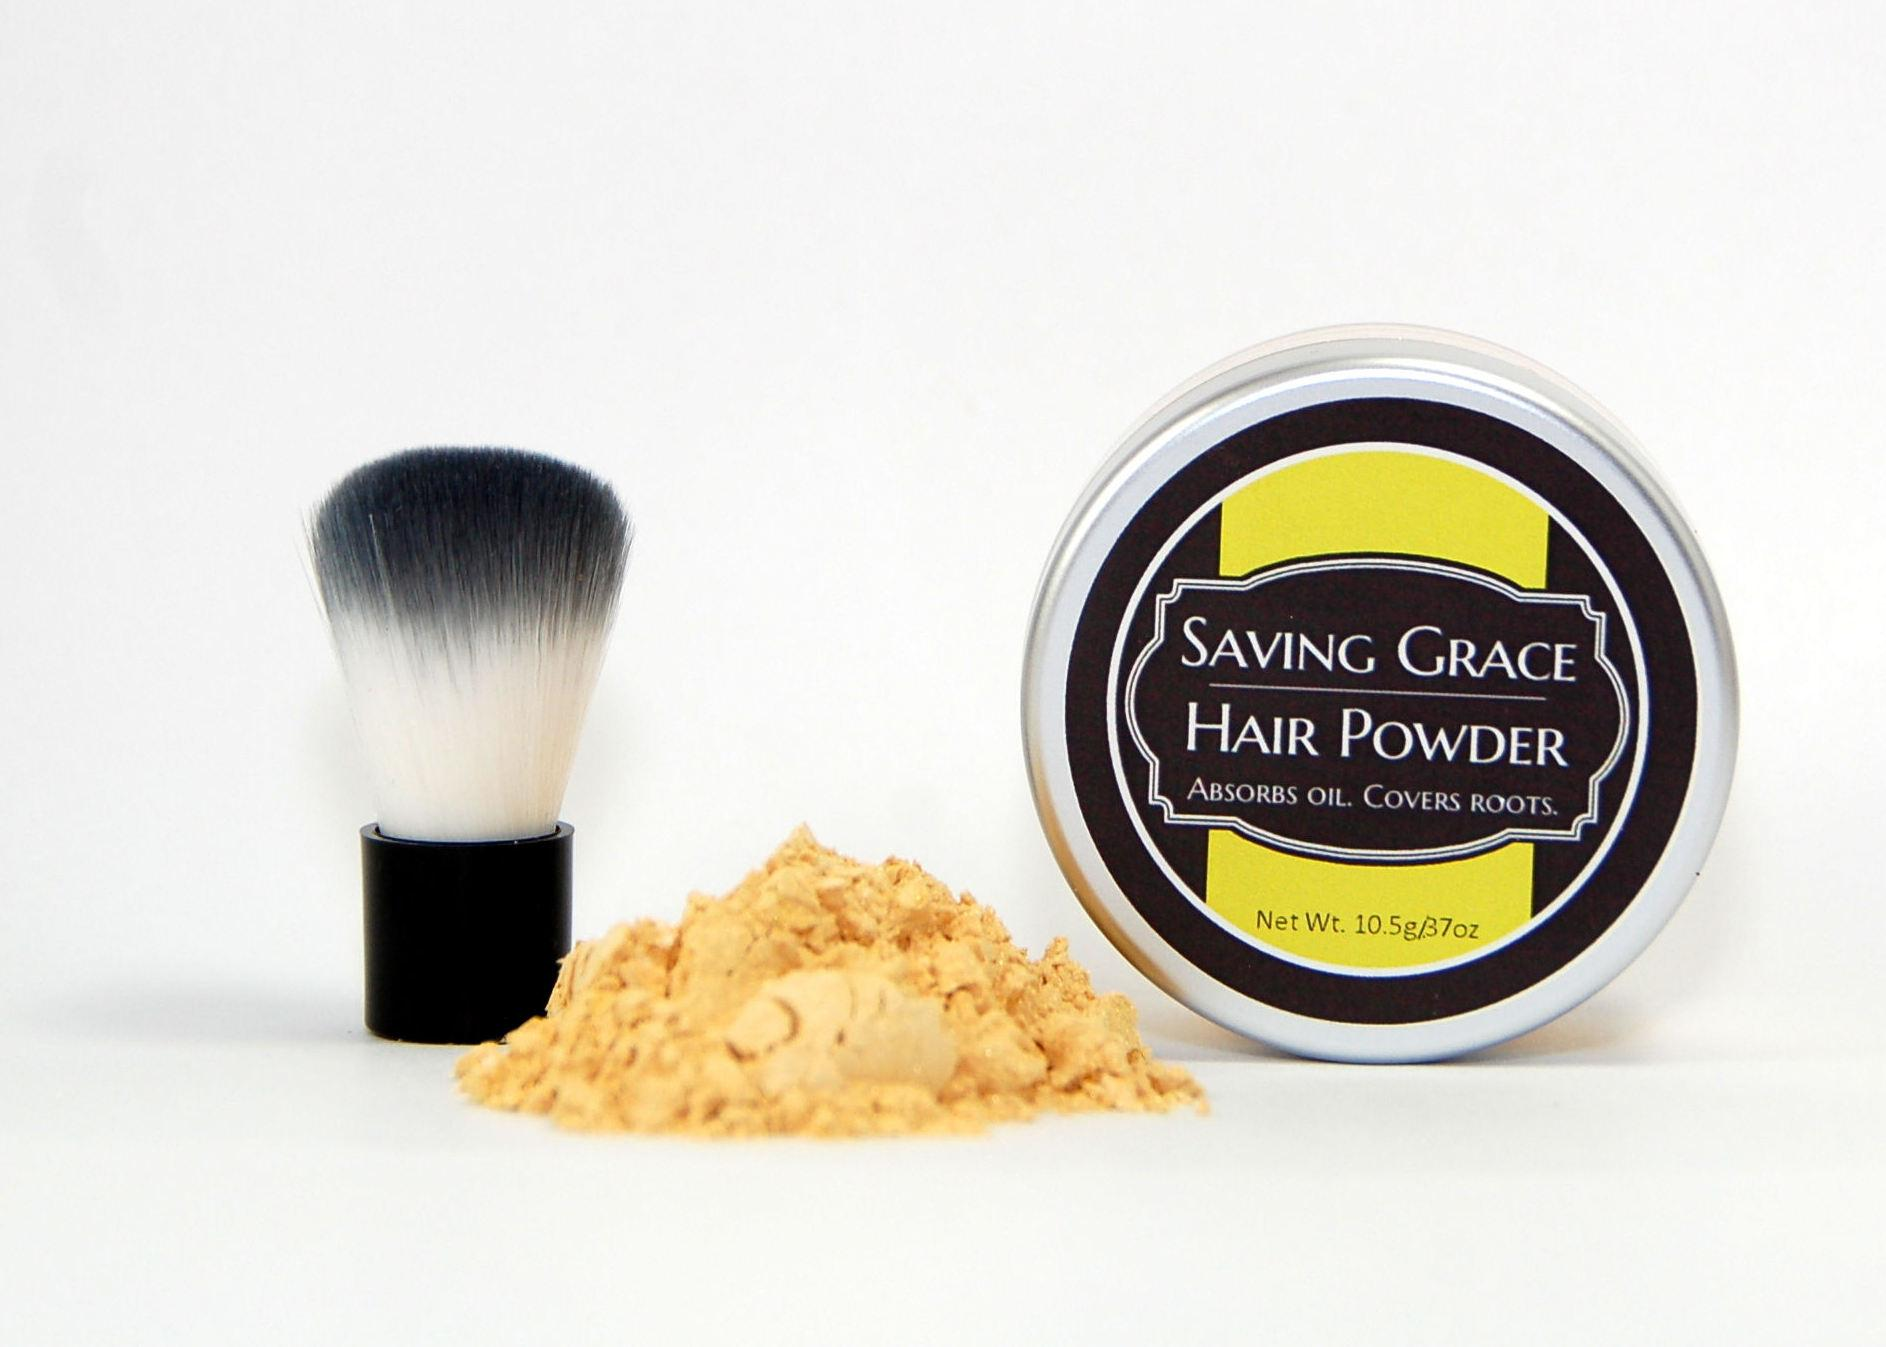 SAVING GRACE
HAIR POWDER
ABSORBS OIL. COVERS ROOTS.
Net Wt. 10.5g/37oz